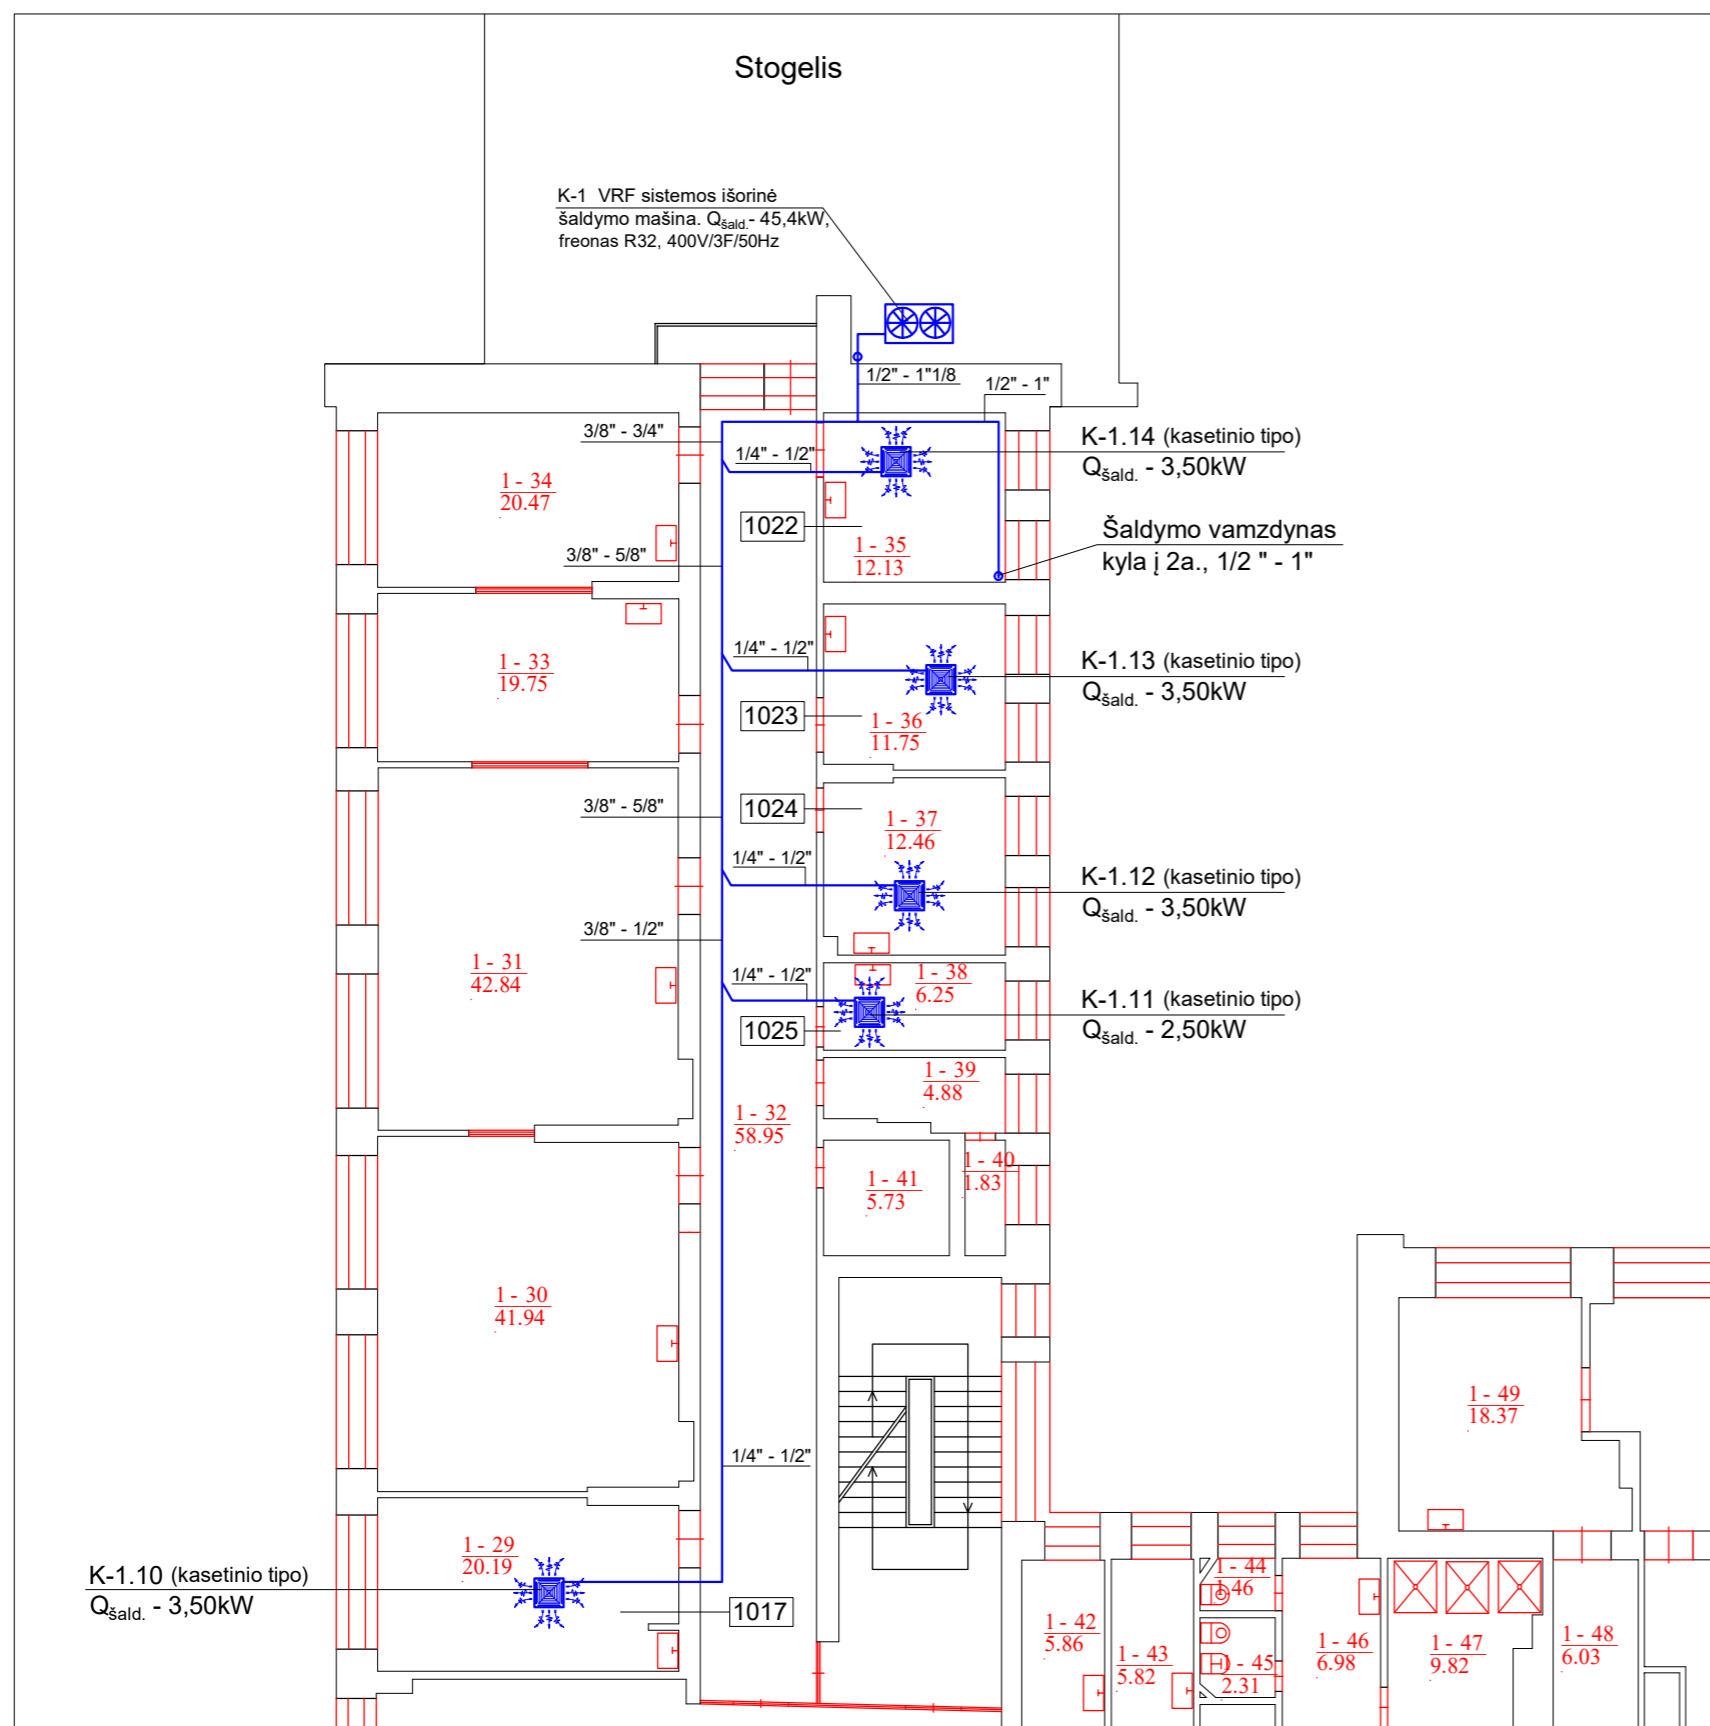 Stogelis
K-1 VRF sistemos išorinė
šaldymo mašina. Qšald.- 45,4kW,
freonas R32, 400V/3F/50Hz
1/2" - 1"1/8
1/2" - 1"
3/8" - 3/4"
1/4" - 1/2"
K-1.14 (kasetinio tipo)
Qšald. - 3,50kW
1 - 34
20.47
1022
1 - 35
12.13
Šaldymo vamzdynas
kyla į 2a., 1/2 " - 1"
3/8" - 5/8"
1/4" - 1/2"
K-1.13 (kasetinio tipo)
Qšald. - 3,50kW
1 - 33
19.75
1023
1 - 36
11.75
3/8" - 5/8"
1024
1 - 37
12.46
1/4" - 1/2"
K-1.12 (kasetinio tipo)
Qšald. - 3,50kW
3/8" - 1/2"
1 - 31
42.84
1/4" - 1/2"
1 - 38
6.25
K-1.11 (kasetinio tipo)
Qšald. - 2,50kW
1025
1 - 39
4.88
1 - 32
58.95
1 - 40
1.83
1 - 41
5.73
1 - 30
41.94
1 - 49
18.37
1/4" - 1/2"
1 - 29
20.19
K-1.10 (kasetinio tipo)
Qšald. - 3,50kW
1017
1 - 44
1.46
1 - 42
5.86
1 - 43
5.82
1 - 45
2.31
1 - 46
6.98
1 - 47
9.82
1 - 48
6.03